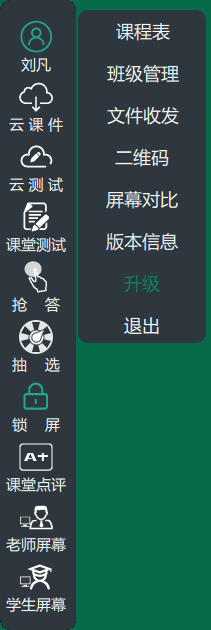 刘凡
云课件
云测试
课堂测试
抢 答
抽 选
锁 屏
A+
课堂点评
老师屏幕
学生屏幕
课程表
班级管理
文件收发
二维码
屏幕对比
版本信息
升级
退出